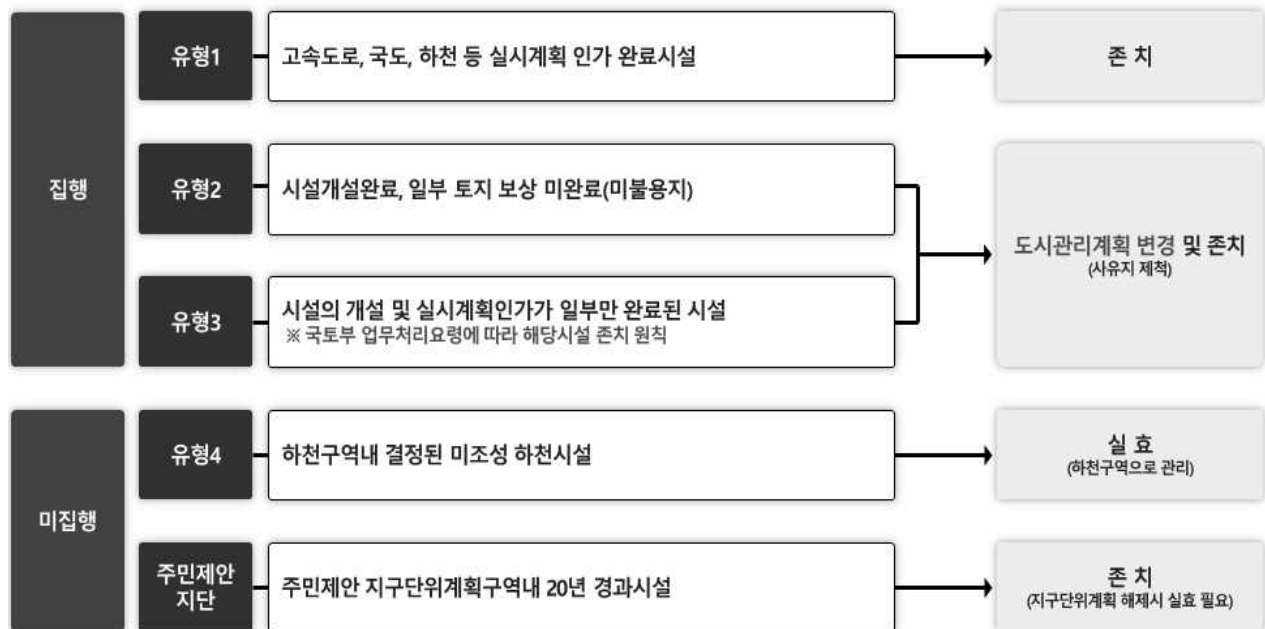 집행
유형1
고속도로, 국도, 하천 등 실시계획 인가 완료시설
존 치
유형2
시설개설완료, 일부 토지 보상 미완료(미불용지)
유형3
시설의 개설 및 실시계획인가가 일부만 완료된 시설
※ 국토부 업무처리요령에 따라 해당시설 존치 원칙
도시관리계획 변경 및 존치
(사유지 제척)
미집행
유형4
하천구역내 결정된 미조성 하천시설
실 효
(하천구역으로 관리)
주민제안
지단
주민제안 지구단위계획구역내 20년 경과시설
존 치
(지구단위계획 해제시 실효 필요)